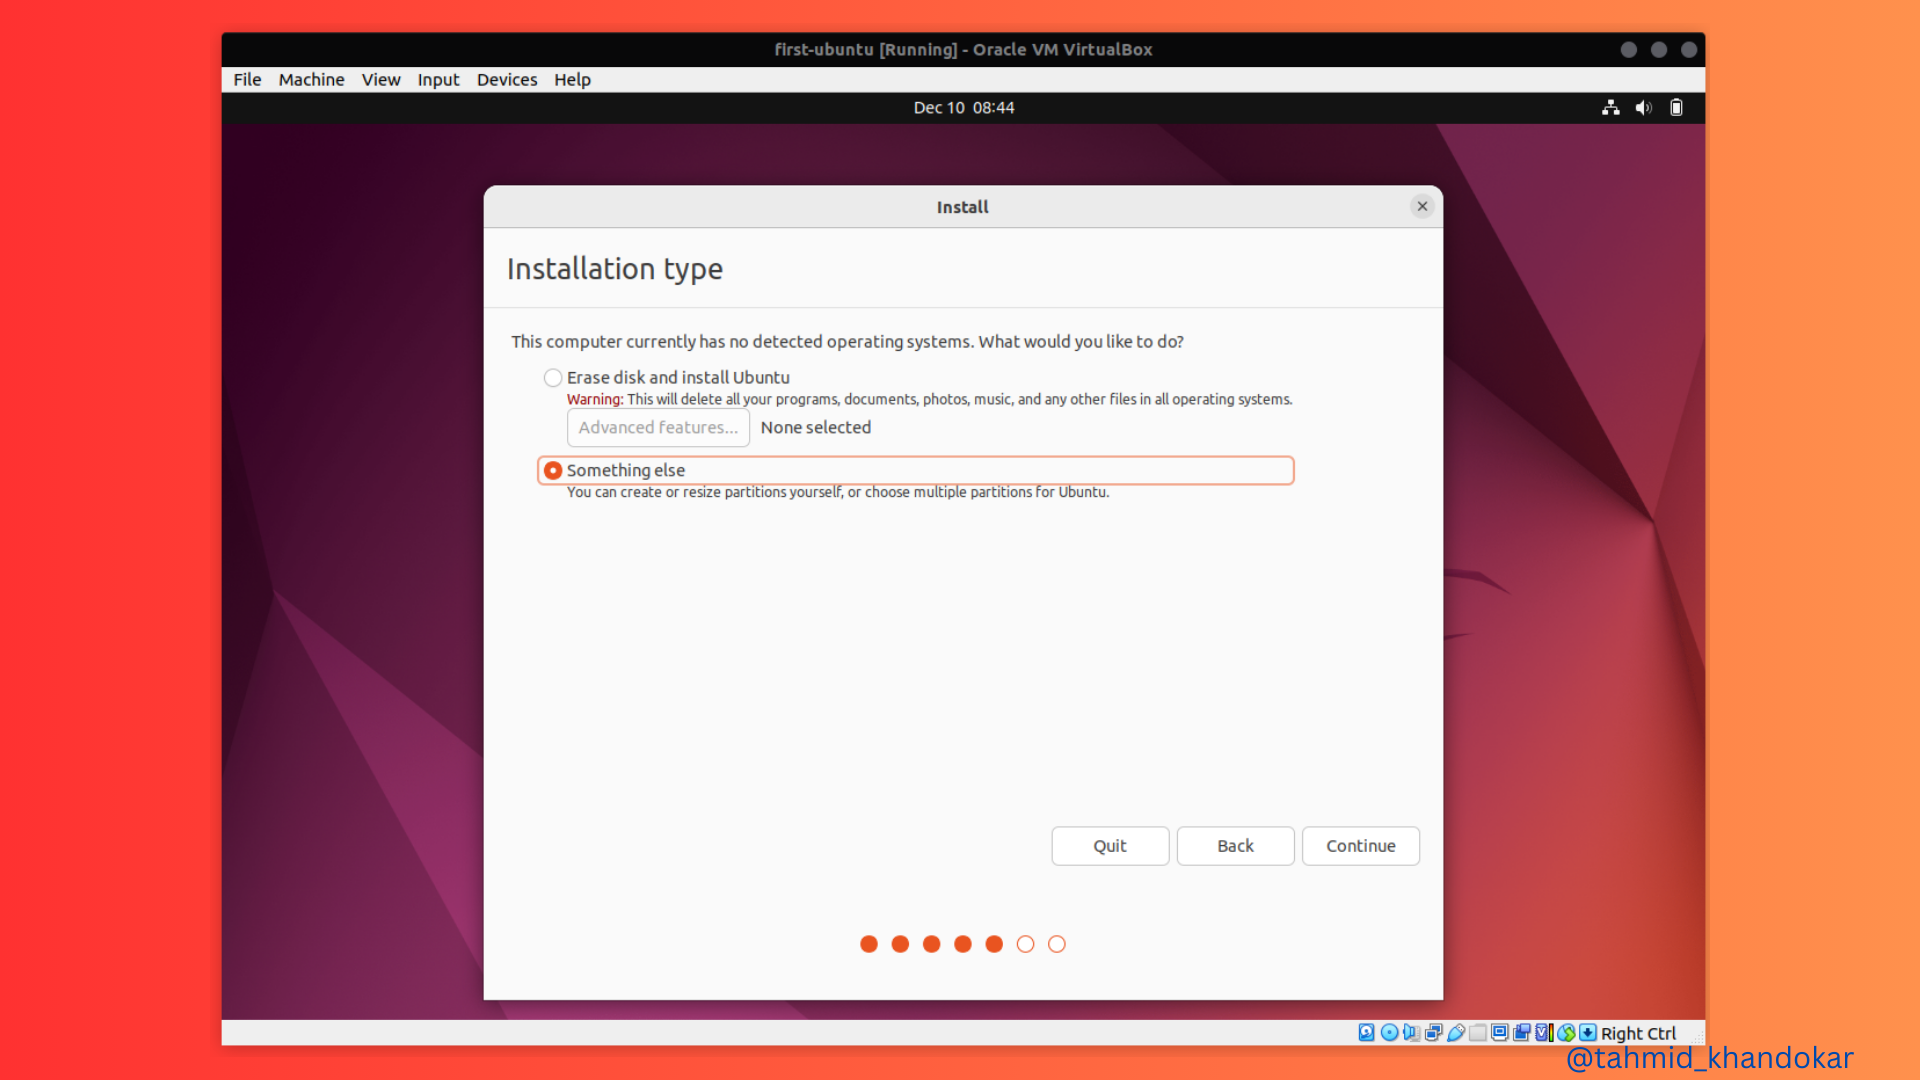 first-ubuntu [Running] - Oracle VM VirtualBox
File Machine View Input Devices Help
Dec 10 08:44
Install
Installation type
This computer currently has no detected operating systems. What would you like to do?
Erase disk and install Ubuntu
Warning: This will delete all your programs, documents, photos, music, and any other files in all operating systems.
Advanced features... None selected
Something else
You can create or resize partitions yourself, or choose multiple partitions for Ubuntu.
Quit Back Continue
Right Ctrl
@tahmid_khandokar